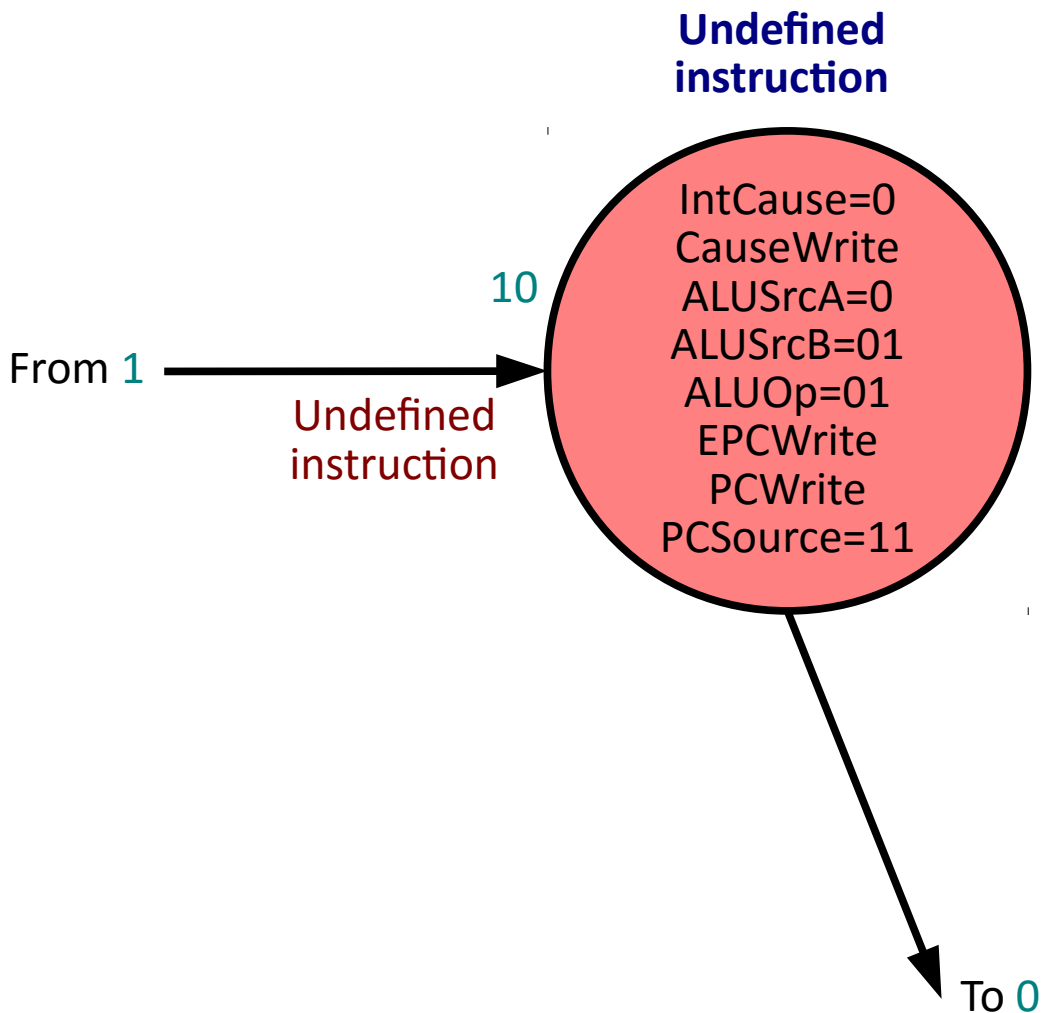 Undefined
instruction
IntCause=0
CauseWrite
10
ALUSrcA=0
ALUSrcB=01
From 1
ALUOp=01
Undefined
instruction
EPCWrite
PCWrite
PCSource=11
To 0